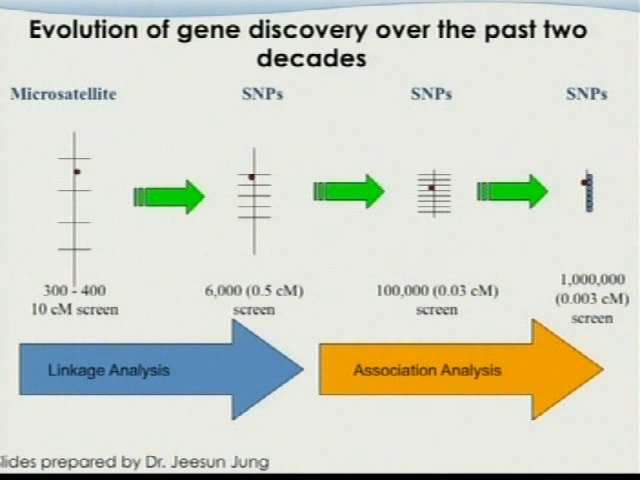 Evolution of gene discovery over the past two
decades
Microsatellite
SNPs
SNPs
SNPs
300 - 400
10 cM screen
6,000 (0.5 cM)
screen
100,000 (0.03 cM)
screen
1,000,000
(0.003 cM)
screen
Linkage Analysis
Association Analysis
lides prepared by Dr. Jeesun Jung